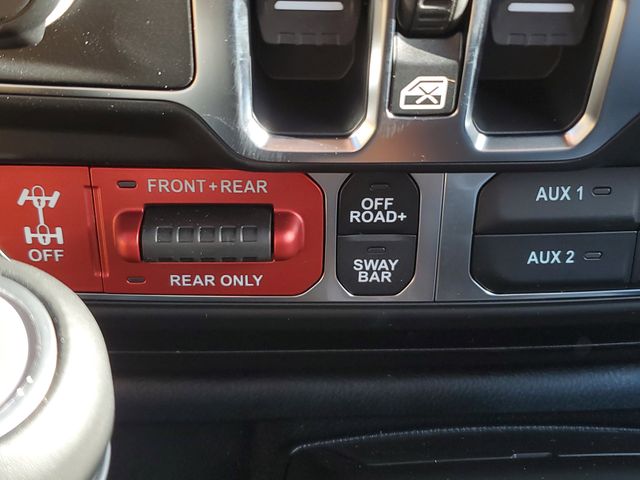 FRONT+REAR
OFF
REAR ONLY
OFF
ROAD+
SWAY
BAR
AUX 1
AUX 2